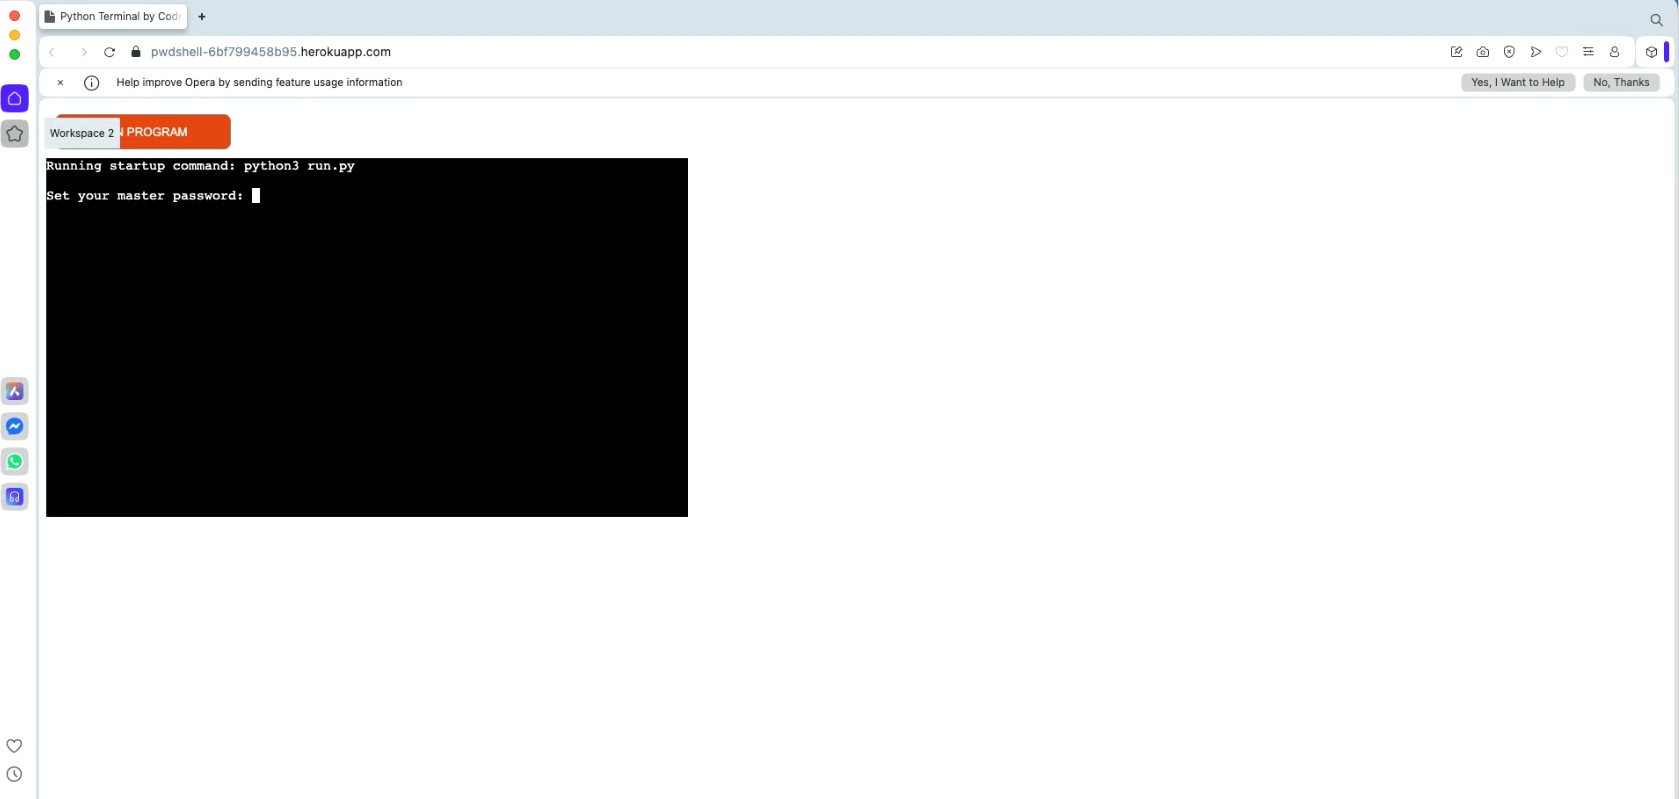 Python Terminal by Cod
pwdshell-6bf799458b95.herokuapp.com
Help improve Opera by sending feature usage information
Yes, I Want to Help
No, Thanks
Workspace 2
N PROGRAM
Running startup command: python3 run.py
Set your master password: